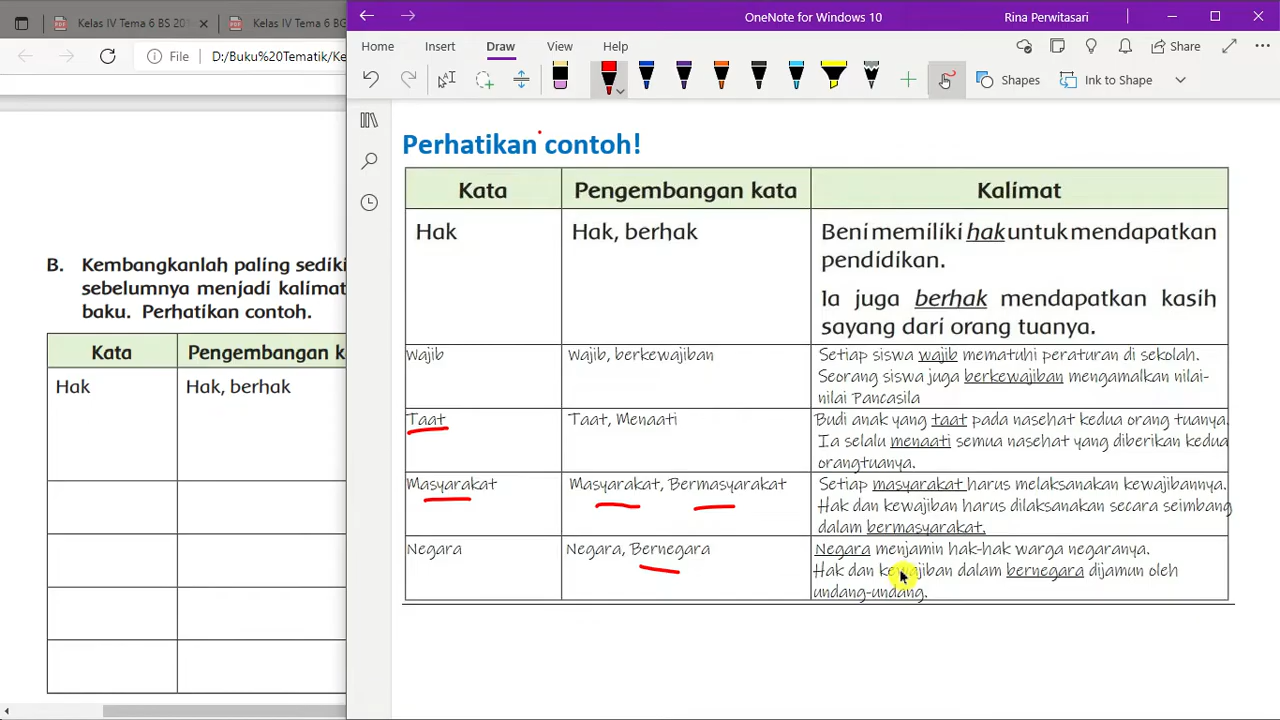 Kelas IV Tema 6 BS 201
Kelas IV Tema 6 BG
File D:/Buku%20Tematik/Ke
OneNote for Windows 10
Rina Perwitasari
Home Insert Draw View Help
Share
Shapes
Ink to Shape
B. Kembangkanlah paling sediki
sebelumnya menjadi kalimat
baku. Perhatikan contoh.
Kata Pengembangan k
Hak Hak, berhak
Perhatikan contoh!
Kata Pengembangan kata Kalimat
Hak Hak, berhak Beni memiliki hak untuk mendapatkan
pendidikan.
Ia juga berhak mendapatkan kasih
sayang dari orang tuanya.
Wajib Wajib, berkewajiban Setiap siswa wajib mematuhi peraturan di sekolah.
Seorang siswa juga berkewajiban mengamalkan nilai-
nilai Pancasila
Taat Taat, Menaati Budi anak yang taat pada nasehat kedua orang tuanya.
Ia selalu menaati semua nasehat yang diberikan kedua
orangtuanya.
Masyarakat Masyarakat, Bermasyarakat Setiap masyarakat harus melaksanakan kewajibannya.
Hak dan kewajiban harus dilaksanakan secara seimbang
dalam bermasyarakat.
Negara Negara, Bernegara Negara menjamin hak-hak warga negaranya.
Hak dan kewajiban dalam bernegara dijamun oleh
undang-undang.